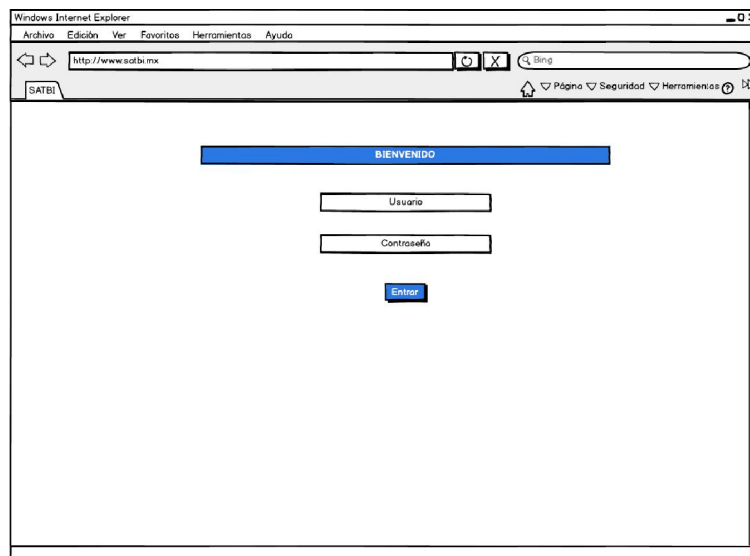 Windows Internet Explorer
Archivo Edición Ver Favoritos Herramientas Ayuda
http://www.satbi.mx X Bing
SATBI Página Seguridad Herramientas ?
BIENVENIDO
Usuario
Contraseña
Entrar